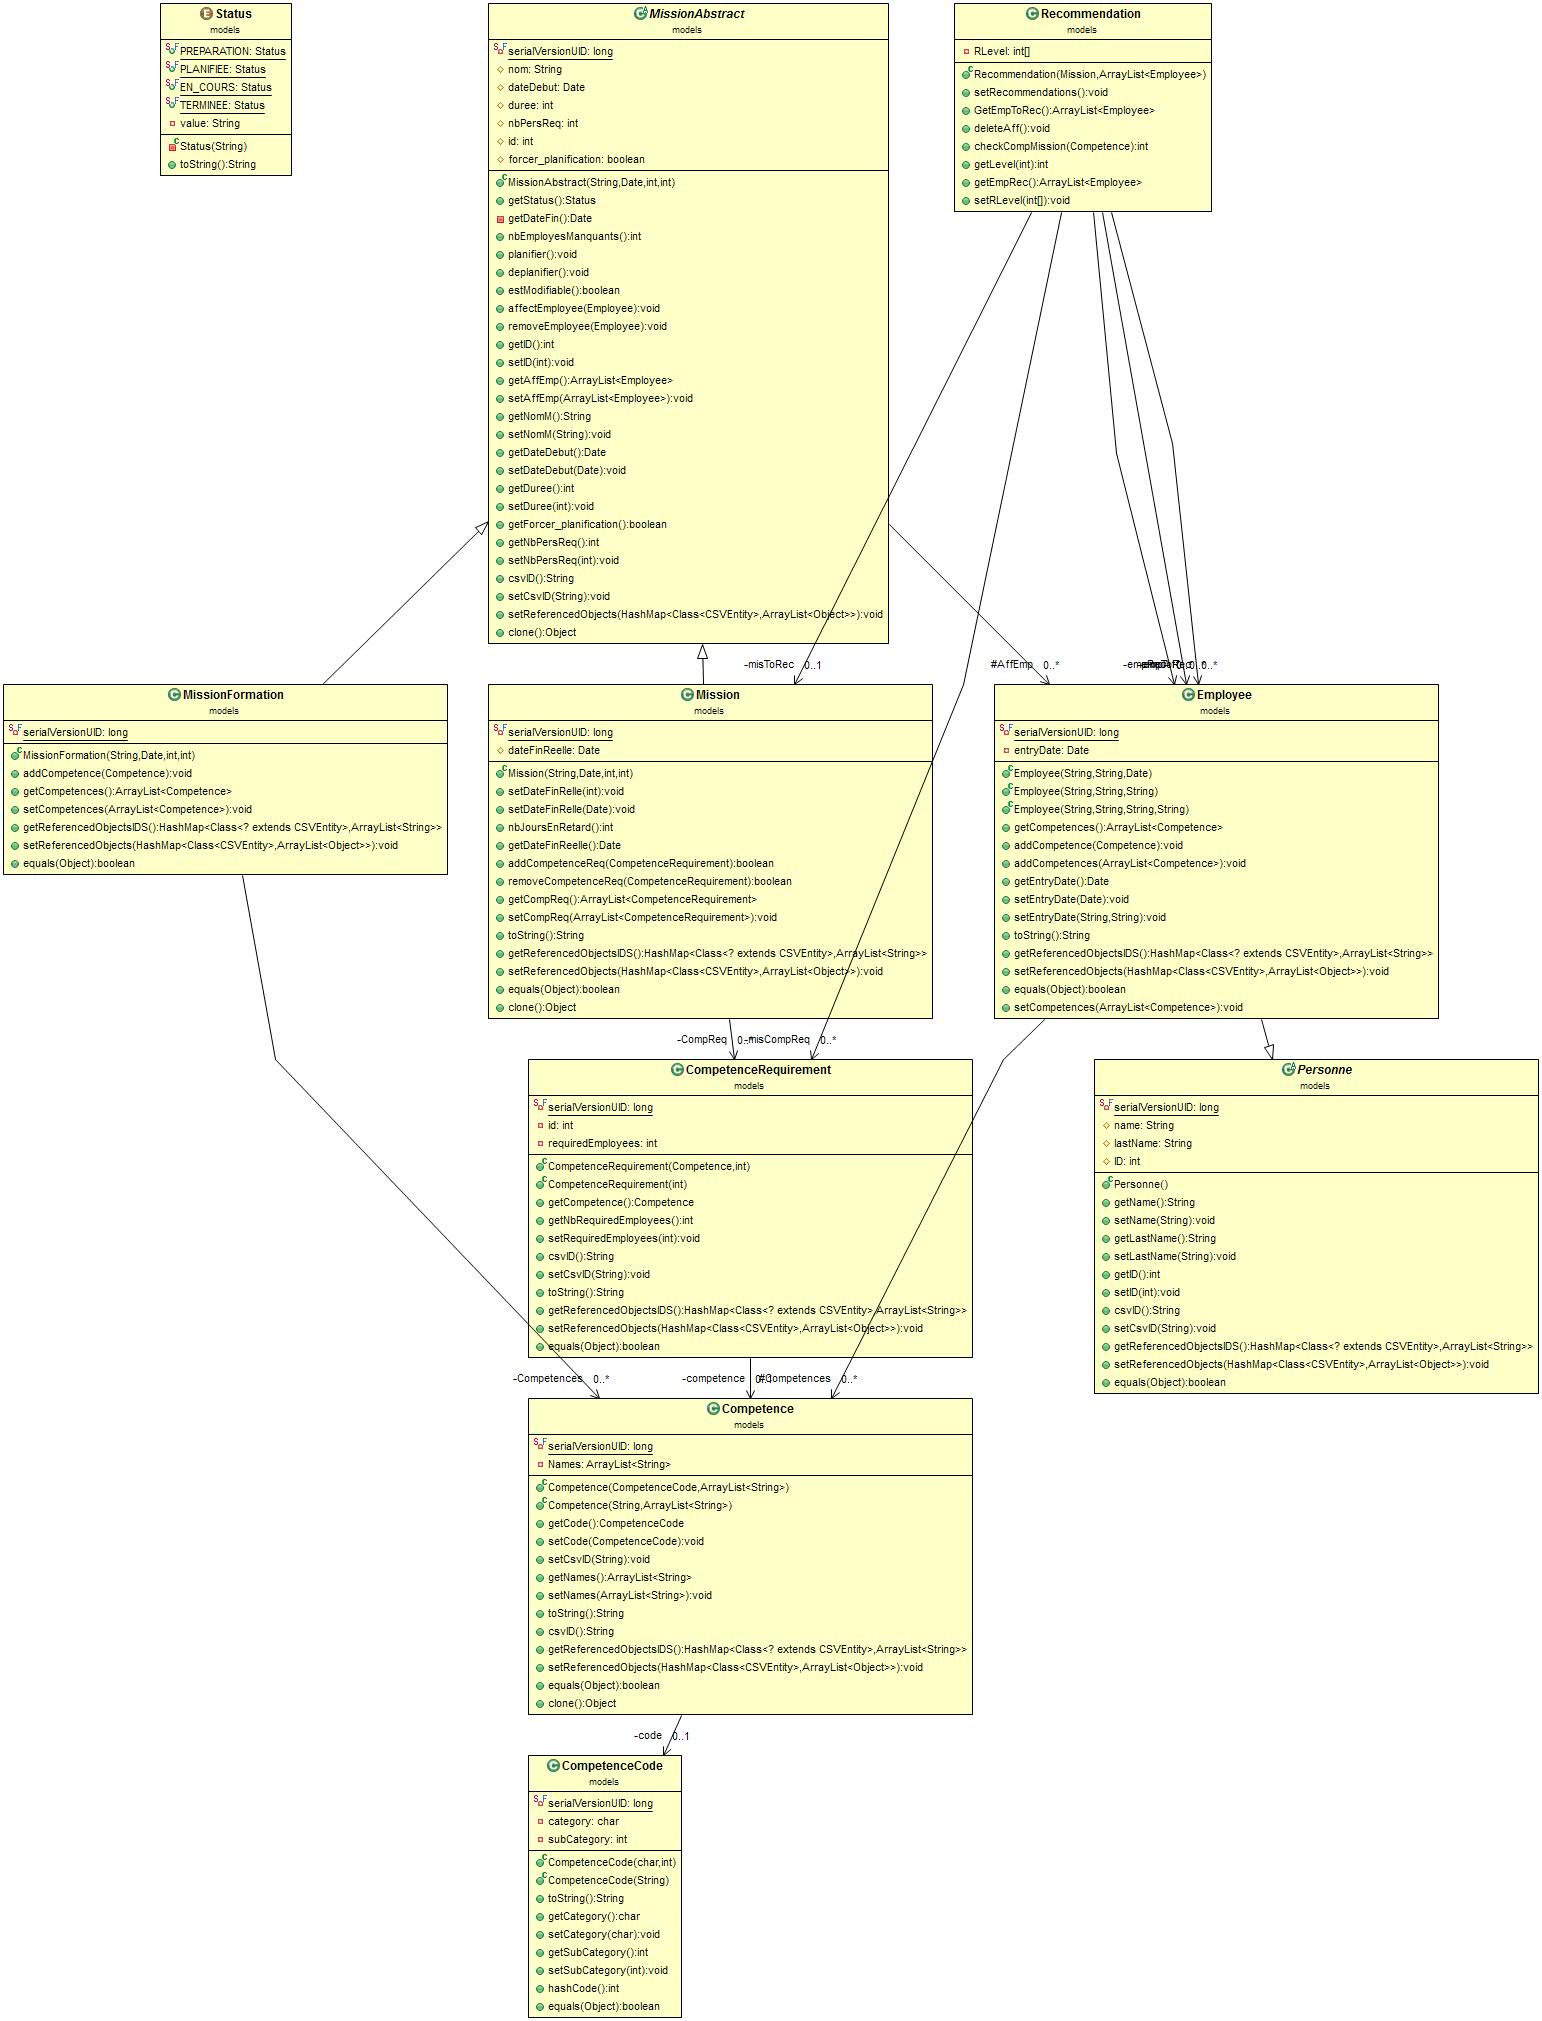 Status
models
PREPARATION: Status
PLANIFIEE: Status
EN_COURS: Status
TERMINEE: Status
value: String
Status(String)
toString():String
MissionAbstract
models
serialVersionUID: long
nom: String
dateDebut: Date
duree: int
nbPersReq: int
id: int
forcer_planification: boolean
MissionAbstract(String,Date,int,int)
getStatus():Status
getDateFin():Date
nbEmployesManquants():int
planifier():void
deplanifier():void
estModifiable():boolean
affectEmployee(Employee):void
removeEmployee(Employee):void
getID():int
setID(int):void
getAffEmp():ArrayList<Employee>
setAffEmp(ArrayList<Employee>):void
getNomM():String
setNomM(String):void
getDateDebut():Date
setDateDebut(Date):void
getDuree():int
setDuree(int):void
getForcer_planification():boolean
getNbPersReq():int
setNbPersReq(int):void
csvID():String
setCsvID(String):void
setReferencedObjects(HashMap<Class<CSVEntity>,ArrayList<Object>>):void
clone():Object
Recommendation
models
RLevel: int[]
Recommendation(Mission,ArrayList<Employee>)
setRecommendations():void
GetEmpToRec():ArrayList<Employee>
deleteAff():void
checkCompMission(Competence):int
getLevel(int):int
getEmpRec():ArrayList<Employee>
setRLevel(int[]):void
-misToRec 0..1
#AffEmp 0..*
0..*
MissionFormation
models
serialVersionUID: long
MissionFormation(String,Date,int,int)
addCompetence(Competence):void
getCompetences():ArrayList<Competence>
setCompetences(ArrayList<Competence>):void
getReferencedObjectsIDS():HashMap<Class<? extends CSVEntity>,ArrayList<String>>
setReferencedObjects(HashMap<Class<CSVEntity>,ArrayList<Object>>):void
equals(Object):boolean
Mission
models
serialVersionUID: long
dateFinReelle: Date
Mission(String,Date,int,int)
setDateFinRelle(int):void
setDateFinRelle(Date):void
nbJoursEnRetard():int
getDateFinReelle():Date
addCompetenceReq(CompetenceRequirement):boolean
removeCompetenceReq(CompetenceRequirement):boolean
getCompReq():ArrayList<CompetenceRequirement>
setCompReq(ArrayList<CompetenceRequirement>):void
toString():String
getReferencedObjectsIDS():HashMap<Class<? extends CSVEntity>,ArrayList<String>>
setReferencedObjects(HashMap<Class<CSVEntity>,ArrayList<Object>>):void
equals(Object):boolean
clone():Object
Employee
models
serialVersionUID: long
entryDate: Date
Employee(String,String,Date)
Employee(String,String,String)
Employee(String,String,String,String)
getCompetences():ArrayList<Competence>
addCompetence(Competence):void
addCompetences(ArrayList<Competence>):void
getEntryDate():Date
setEntryDate(Date):void
setEntryDate(String,String):void
toString():String
getReferencedObjectsIDS():HashMap<Class<? extends CSVEntity>,ArrayList<String>>
setReferencedObjects(HashMap<Class<CSVEntity>,ArrayList<Object>>):void
equals(Object):boolean
setCompetences(ArrayList<Competence>):void
-CompReq 0..*
-misCompReq 0..*
CompetenceRequirement
models
serialVersionUID: long
id: int
requiredEmployees: int
CompetenceRequirement(Competence,int)
CompetenceRequirement(int)
getCompetence():Competence
getNbRequiredEmployees():int
setRequiredEmployees(int):void
csvID():String
setCsvID(String):void
toString():String
getReferencedObjectsIDS():HashMap<Class<? extends CSVEntity>,ArrayList<String>>
setReferencedObjects(HashMap<Class<CSVEntity>,ArrayList<Object>>):void
equals(Object):boolean
Personne
models
serialVersionUID: long
name: String
lastName: String
ID: int
Personne()
getName():String
setName(String):void
getLastName():String
setLastName(String):void
getID():int
setID(int):void
csvID():String
setCsvID(String):void
getReferencedObjectsIDS():HashMap<Class<? extends CSVEntity>,ArrayList<String>>
setReferencedObjects(HashMap<Class<CSVEntity>,ArrayList<Object>>):void
equals(Object):boolean
-Competences 0..*
-competence 0..1
#Competences 0..*
Competence
models
serialVersionUID: long
Names: ArrayList<String>
Competence(CompetenceCode,ArrayList<String>)
Competence(String,ArrayList<String>)
getCode():CompetenceCode
setCode(CompetenceCode):void
setCsvID(String):void
getNames():ArrayList<String>
setNames(ArrayList<String>):void
toString():String
csvID():String
getReferencedObjectsIDS():HashMap<Class<? extends CSVEntity>,ArrayList<String>>
setReferencedObjects(HashMap<Class<CSVEntity>,ArrayList<Object>>):void
equals(Object):boolean
clone():Object
-code 0..1
CompetenceCode
models
serialVersionUID: long
category: char
subCategory: int
CompetenceCode(char,int)
CompetenceCode(String)
toString():String
getCategory():char
setCategory(char):void
getSubCategory():int
setSubCategory(int):void
hashCode():int
equals(Object):boolean